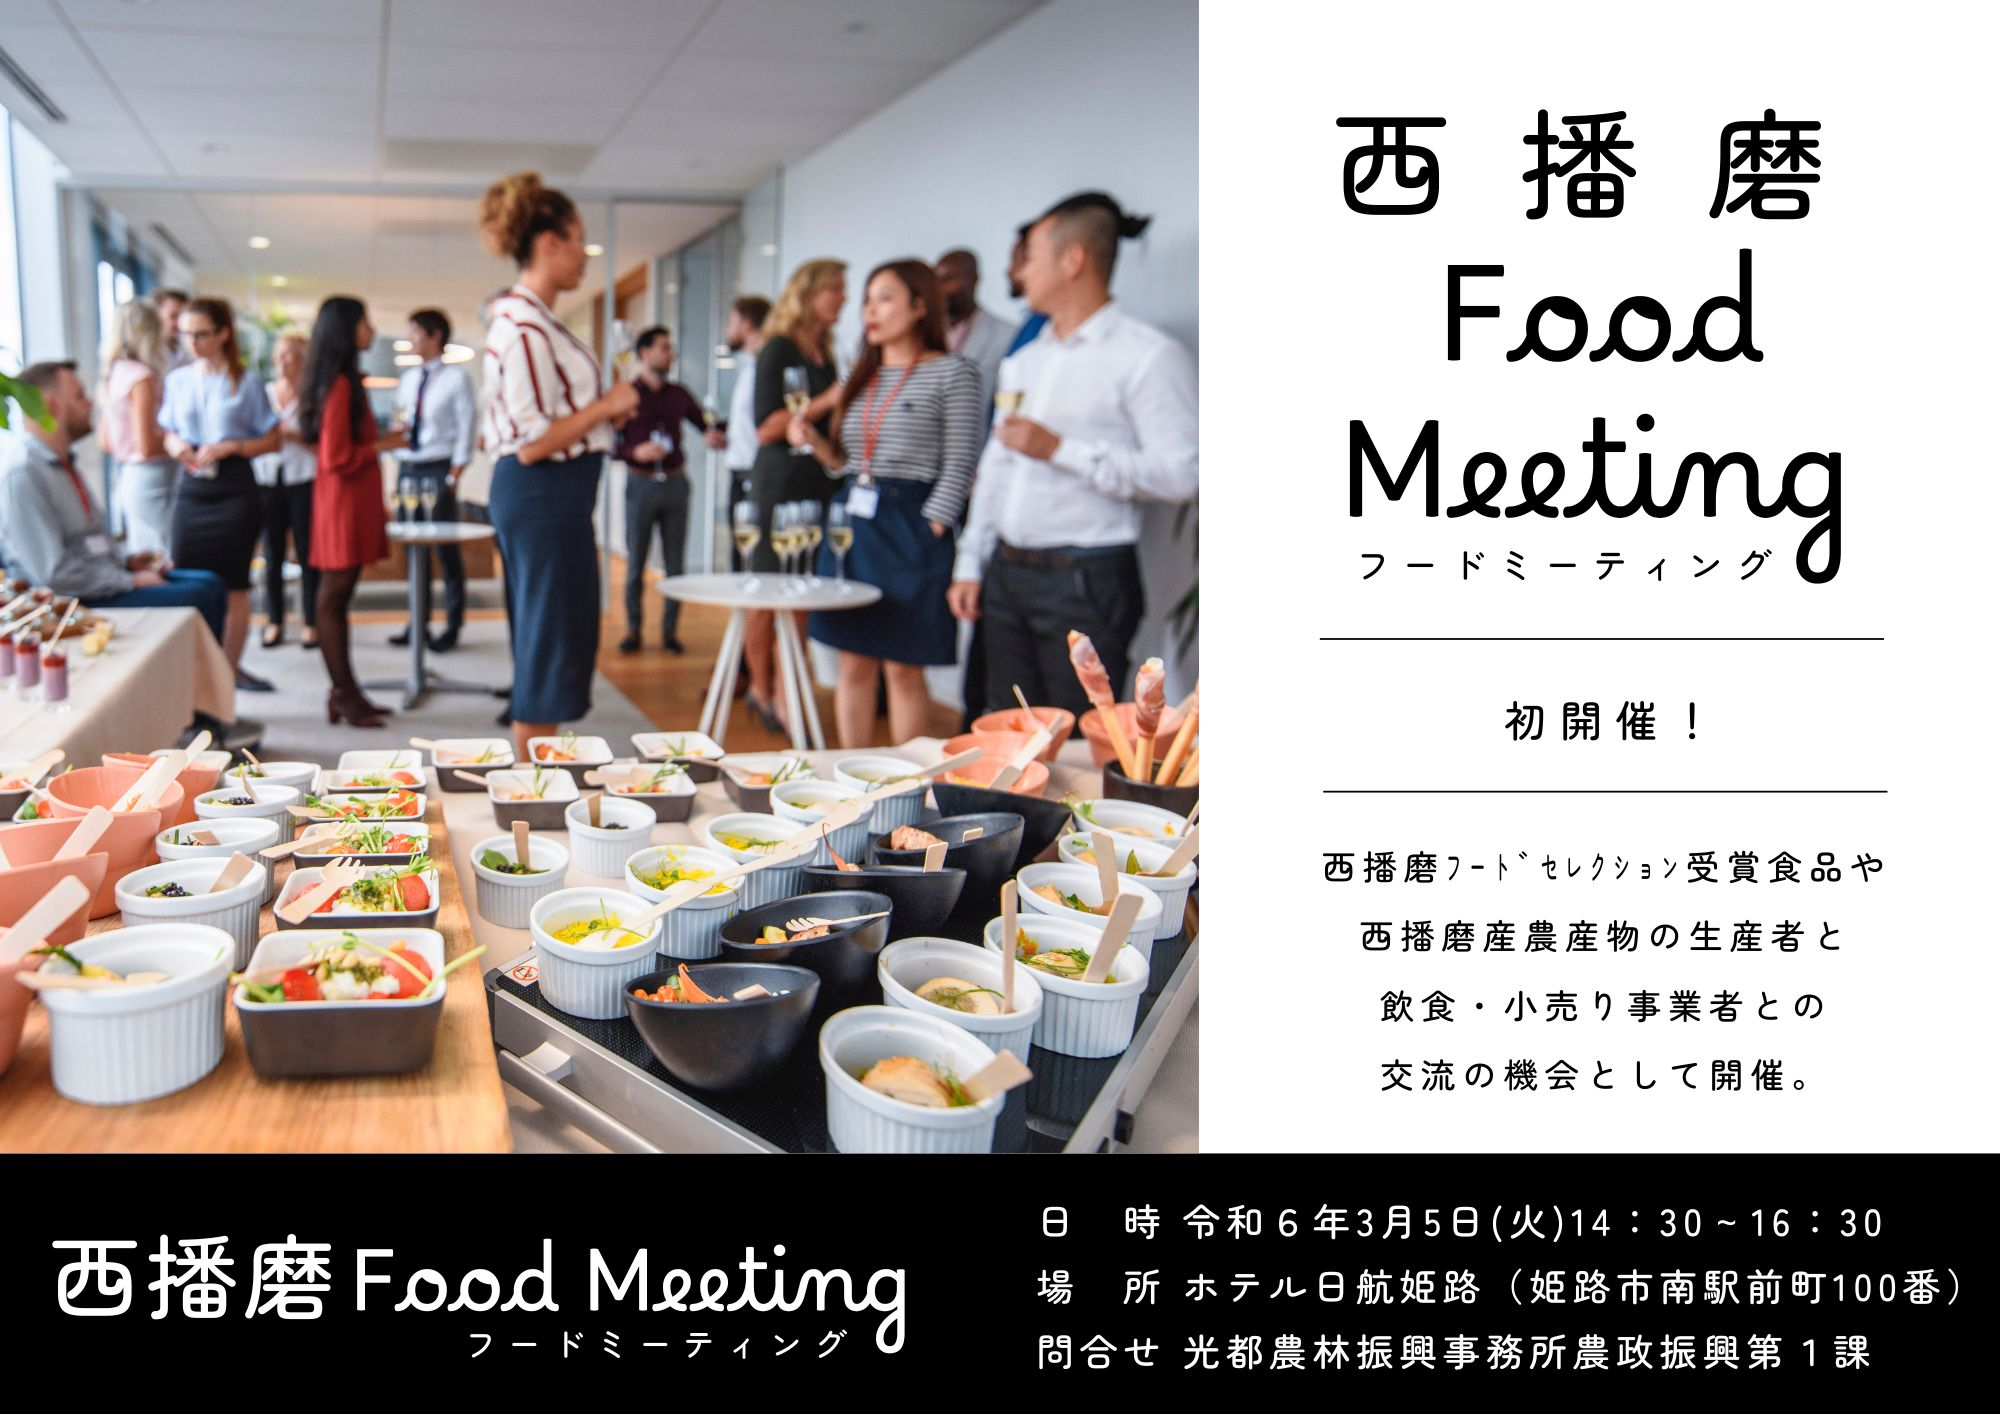 西播磨
Food
Meeting
フードミーティング
初開催！
西播磨ﾌｰﾄﾞｾﾚｸｼｮﾝ受賞食品や
西播磨産農産物の生産者と
飲食・小売り事業者との
交流の機会として開催。
西播磨 Food Meeting
フードミーティング
日　時 令和６年3月5日(火)14：30~16：30
場　所 ホテル日航姫路（姫路市南駅前町100番）
問合せ 光都農林振興事務所農政振興第１課